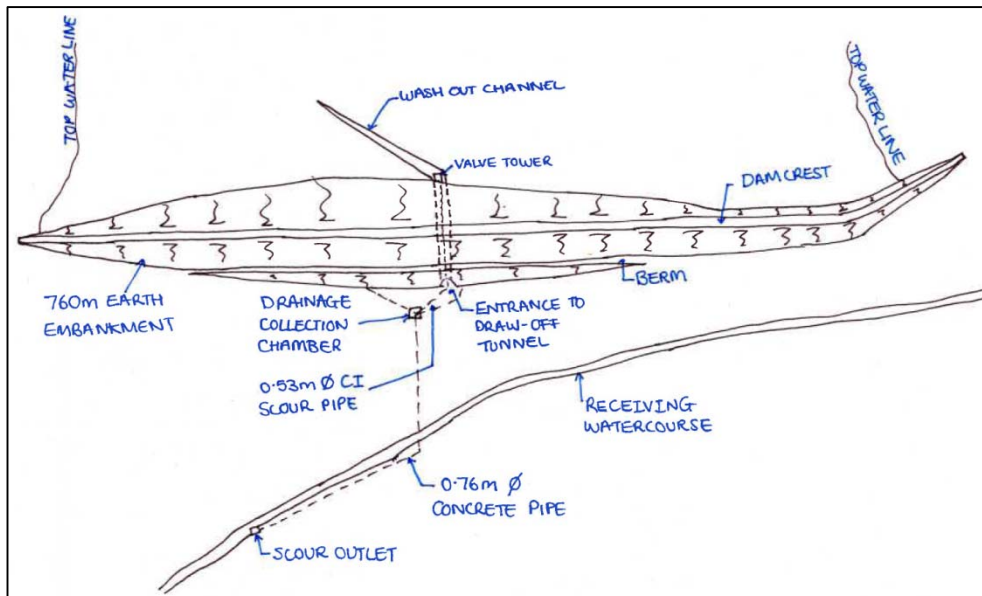 TOP WATER LINE
WASH OUT CHANNEL
VALVE TOWER
TOP WATER LINE
DAM CREST
760m EARTH
EMBANKMENT
DRAINAGE
COLLECTION
CHAMBER
ENTRANCE TO
DRAW-OFF
TUNNEL
BERM
0.53m Ø CI
SCOUR PIPE
RECEIVING
WATERCOURSE
0.76m Ø
CONCRETE PIPE
SCOUR OUTLET